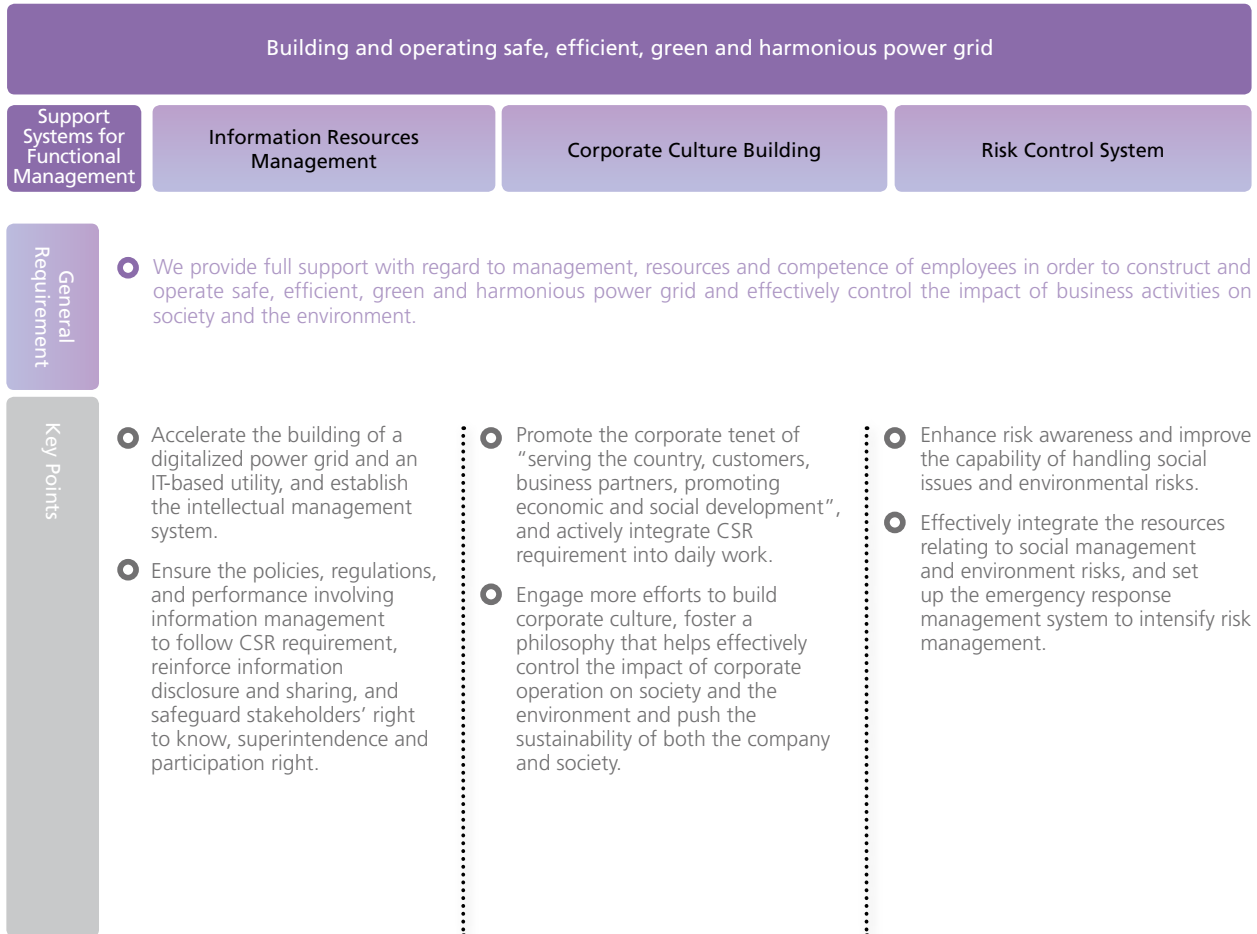 Building and operating safe, efficient, green and harmonious power grid
Support
Systems for
Functional
Management
Information Resources
Management
Corporate Culture Building
Risk Control System
General
Requirement
We provide full support with regard to management, resources and competence of employees in order to construct and
operate safe, efficient, green and harmonious power grid and effectively control the impact of business activities on
society and the environment.
Key Points
Accelerate the building of a
digitalized power grid and an
IT-based utility, and establish
the intellectual management
system.
Ensure the policies, regulations,
and performance involving
information management
to follow CSR requirement,
reinforce information
disclosure and sharing, and
safeguard stakeholders’ right
to know, superintendence and
participation right.
Promote the corporate tenet of
“serving the country, customers,
business partners, promoting
economic and social development”,
and actively integrate CSR
requirement into daily work.
Engage more efforts to build
corporate culture, foster a
philosophy that helps effectively
control the impact of corporate
operation on society and the
environment and push the
sustainability of both the company
and society.
Enhance risk awareness and improve
the capability of handling social
issues and environmental risks.
Effectively integrate the resources
relating to social management
and environment risks, and set
up the emergency response
management system to intensify risk
management.